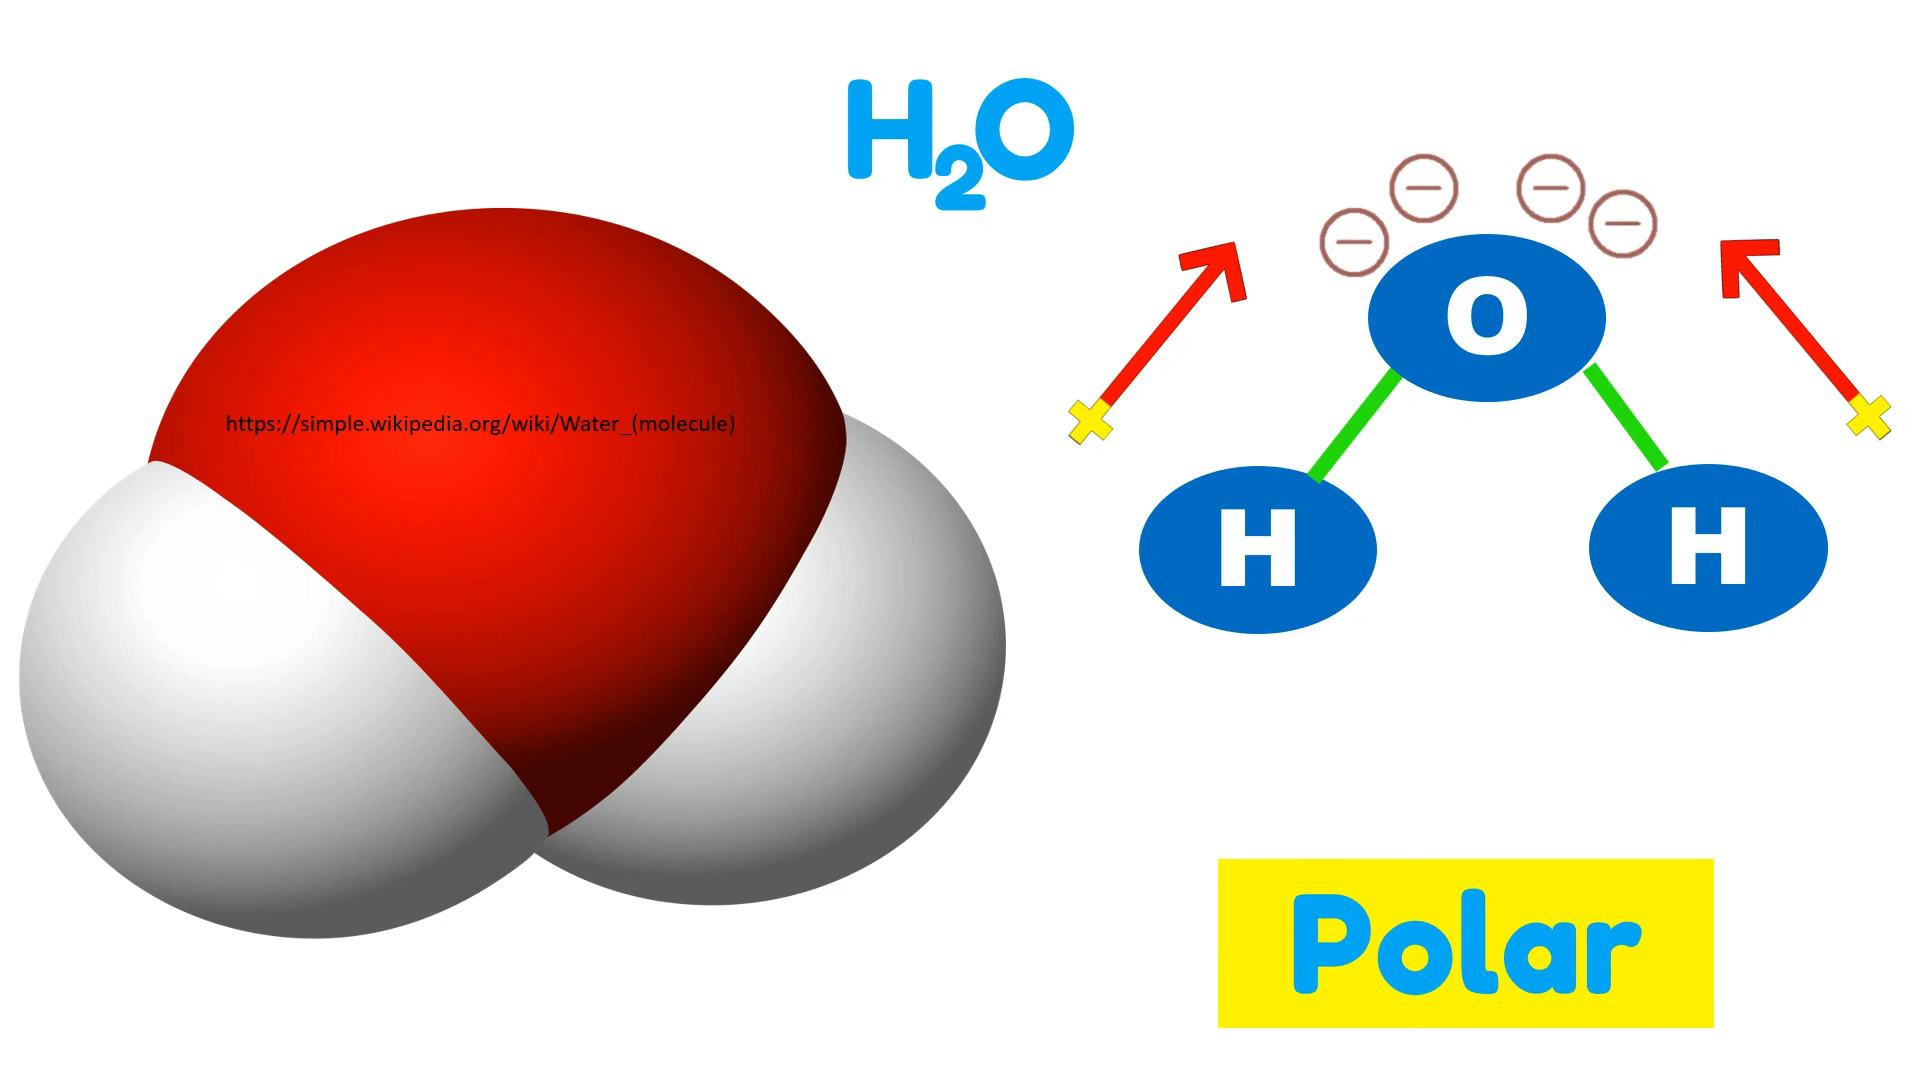 H₂O
https://simple.wikipedia.org/wiki/Water_(molecule)
− − − −
O
H H
Polar